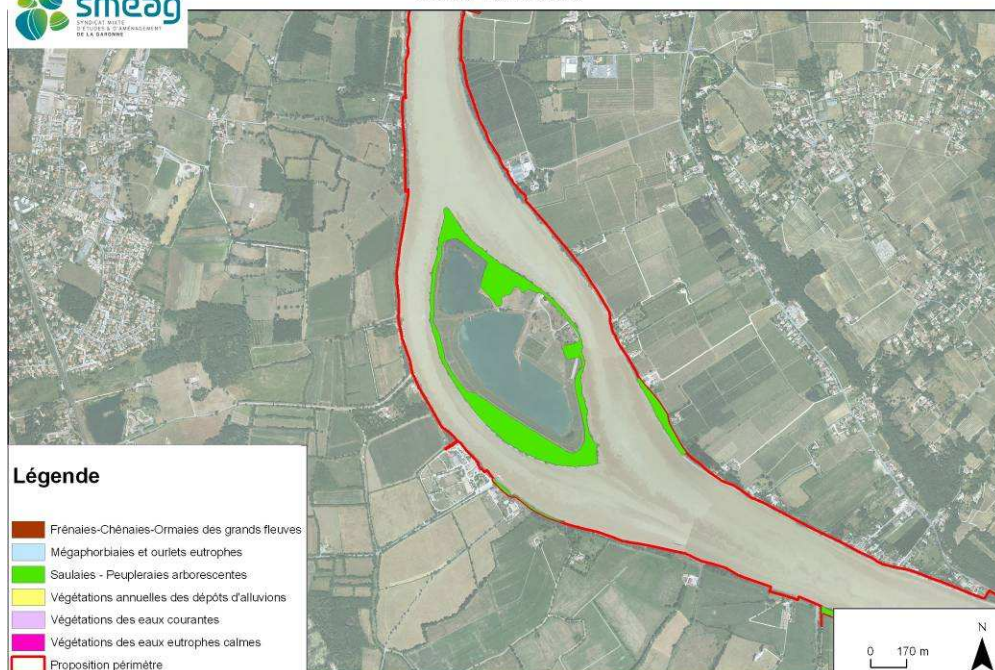 smeag
SYNDICAT MIXTE
D'ÉTUDES & D'AMÉNAGEMENT
DE LA GARONNE
Légende
Frênaies-Chênaies-Ormaies des grands fleuves
Mégaphorbiaies et ourlets eutrophes
Saulaies - Peupleraies arborescentes
Végétations annuelles des dépôts d'alluvions
Végétations des eaux courantes
Végétations des eaux eutrophes calmes
Proposition périmètre
N
0 170 m